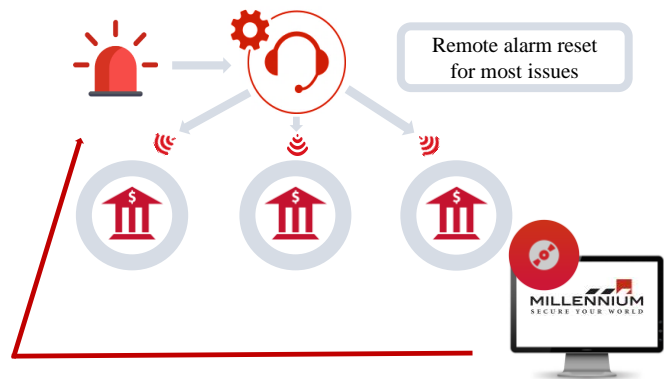 Remote alarm reset
for most issues
$ $ $
MILLENNIUM
SECURE YOUR WORLD